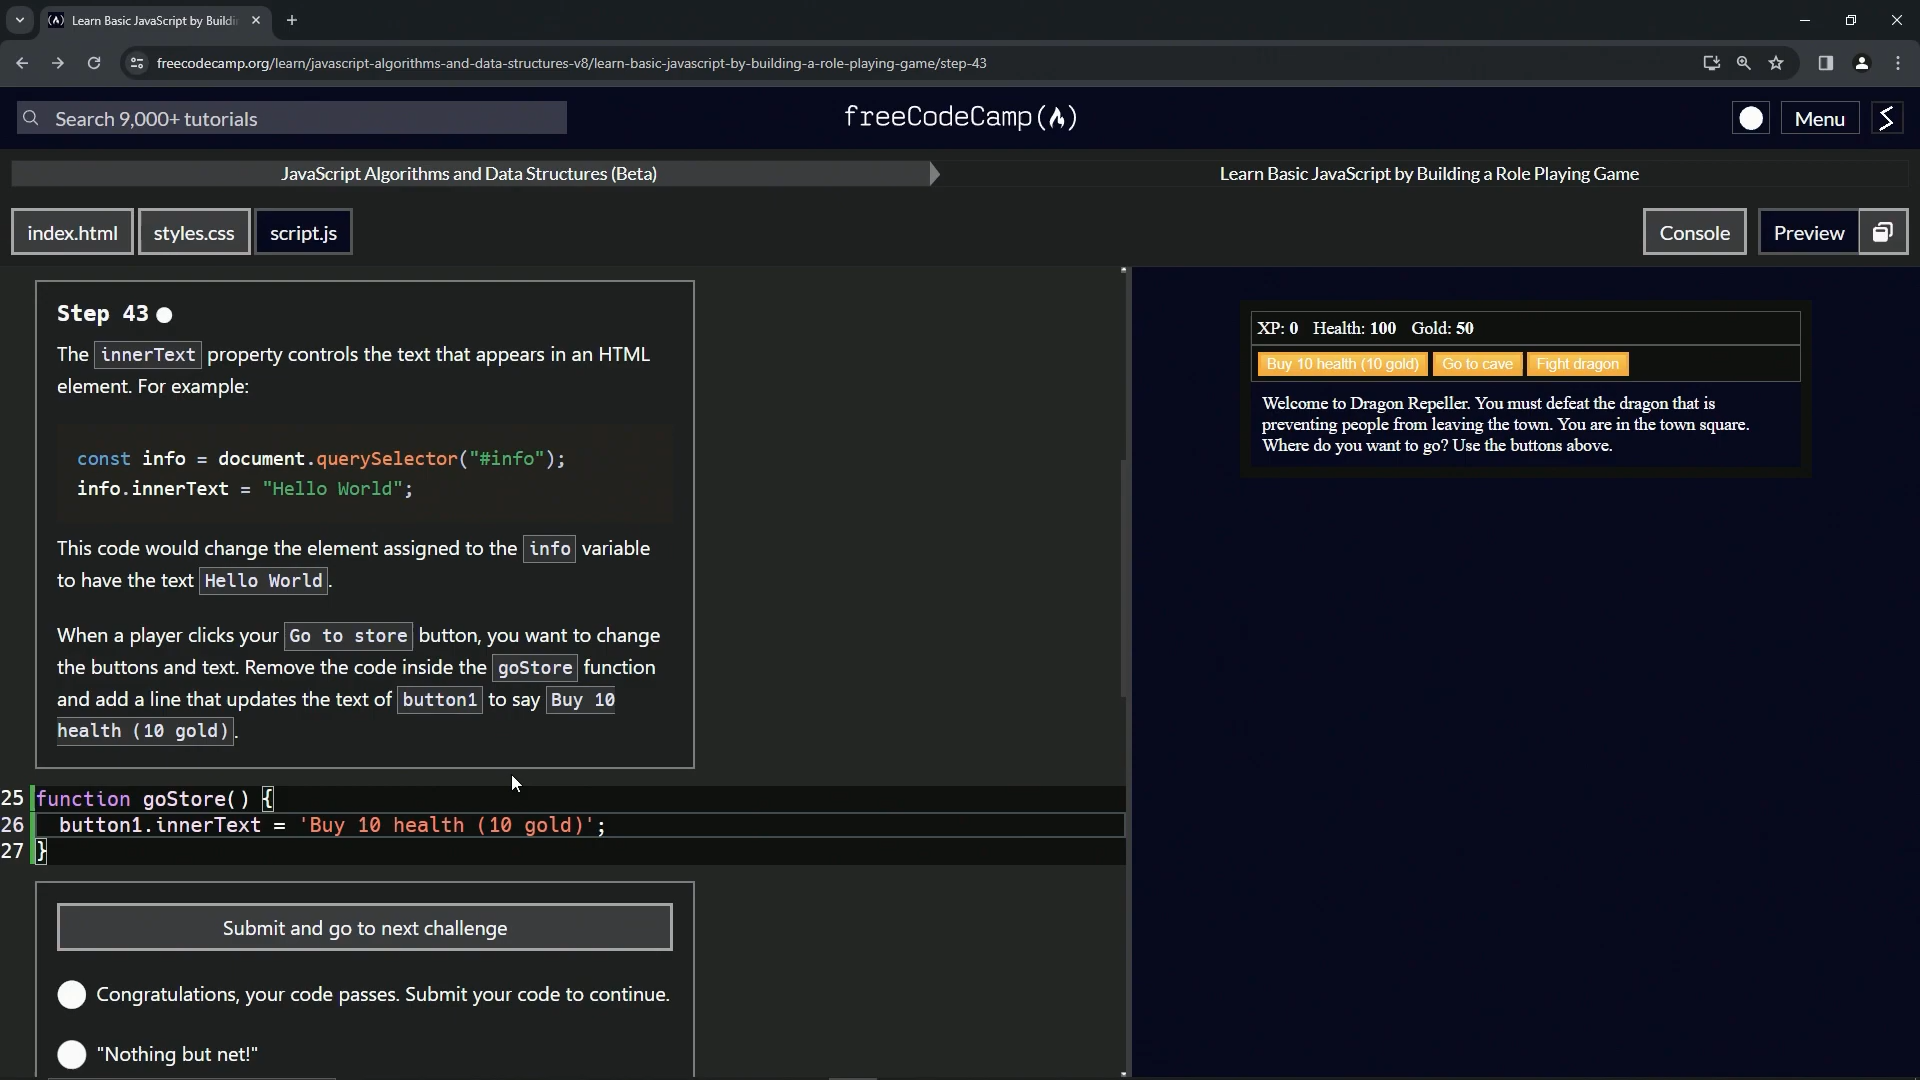 Learn Basic JavaScript by Buildin
freecodecamp.org/learn/javascript-algorithms-and-data-structures-v8/learn-basic-javascript-by-building-a-role-playing-game/step-43
Search 9,000+ tutorials
freeCodeCamp(🔥)
Menu
JavaScript Algorithms and Data Structures (Beta)
Learn Basic JavaScript by Building a Role Playing Game
index.html
styles.css
script.js
Console
Preview
Step 43
The innerText property controls the text that appears in an HTML
element. For example:
const info = document.querySelector("#info");
info.innerText = "Hello World";
This code would change the element assigned to the info variable
to have the text Hello World.
When a player clicks your Go to store button, you want to change
the buttons and text. Remove the code inside the goStore function
and add a line that updates the text of button1 to say Buy 10
health (10 gold).
25 function goStore() {
26 button1.innerText = 'Buy 10 health (10 gold)';
27 }
Submit and go to next challenge
Congratulations, your code passes. Submit your code to continue.
"Nothing but net!"
XP: 0 Health: 100 Gold: 50
Buy 10 health (10 gold) Go to cave Fight dragon
Welcome to Dragon Repeller. You must defeat the dragon that is
preventing people from leaving the town. You are in the town square.
Where do you want to go? Use the buttons above.